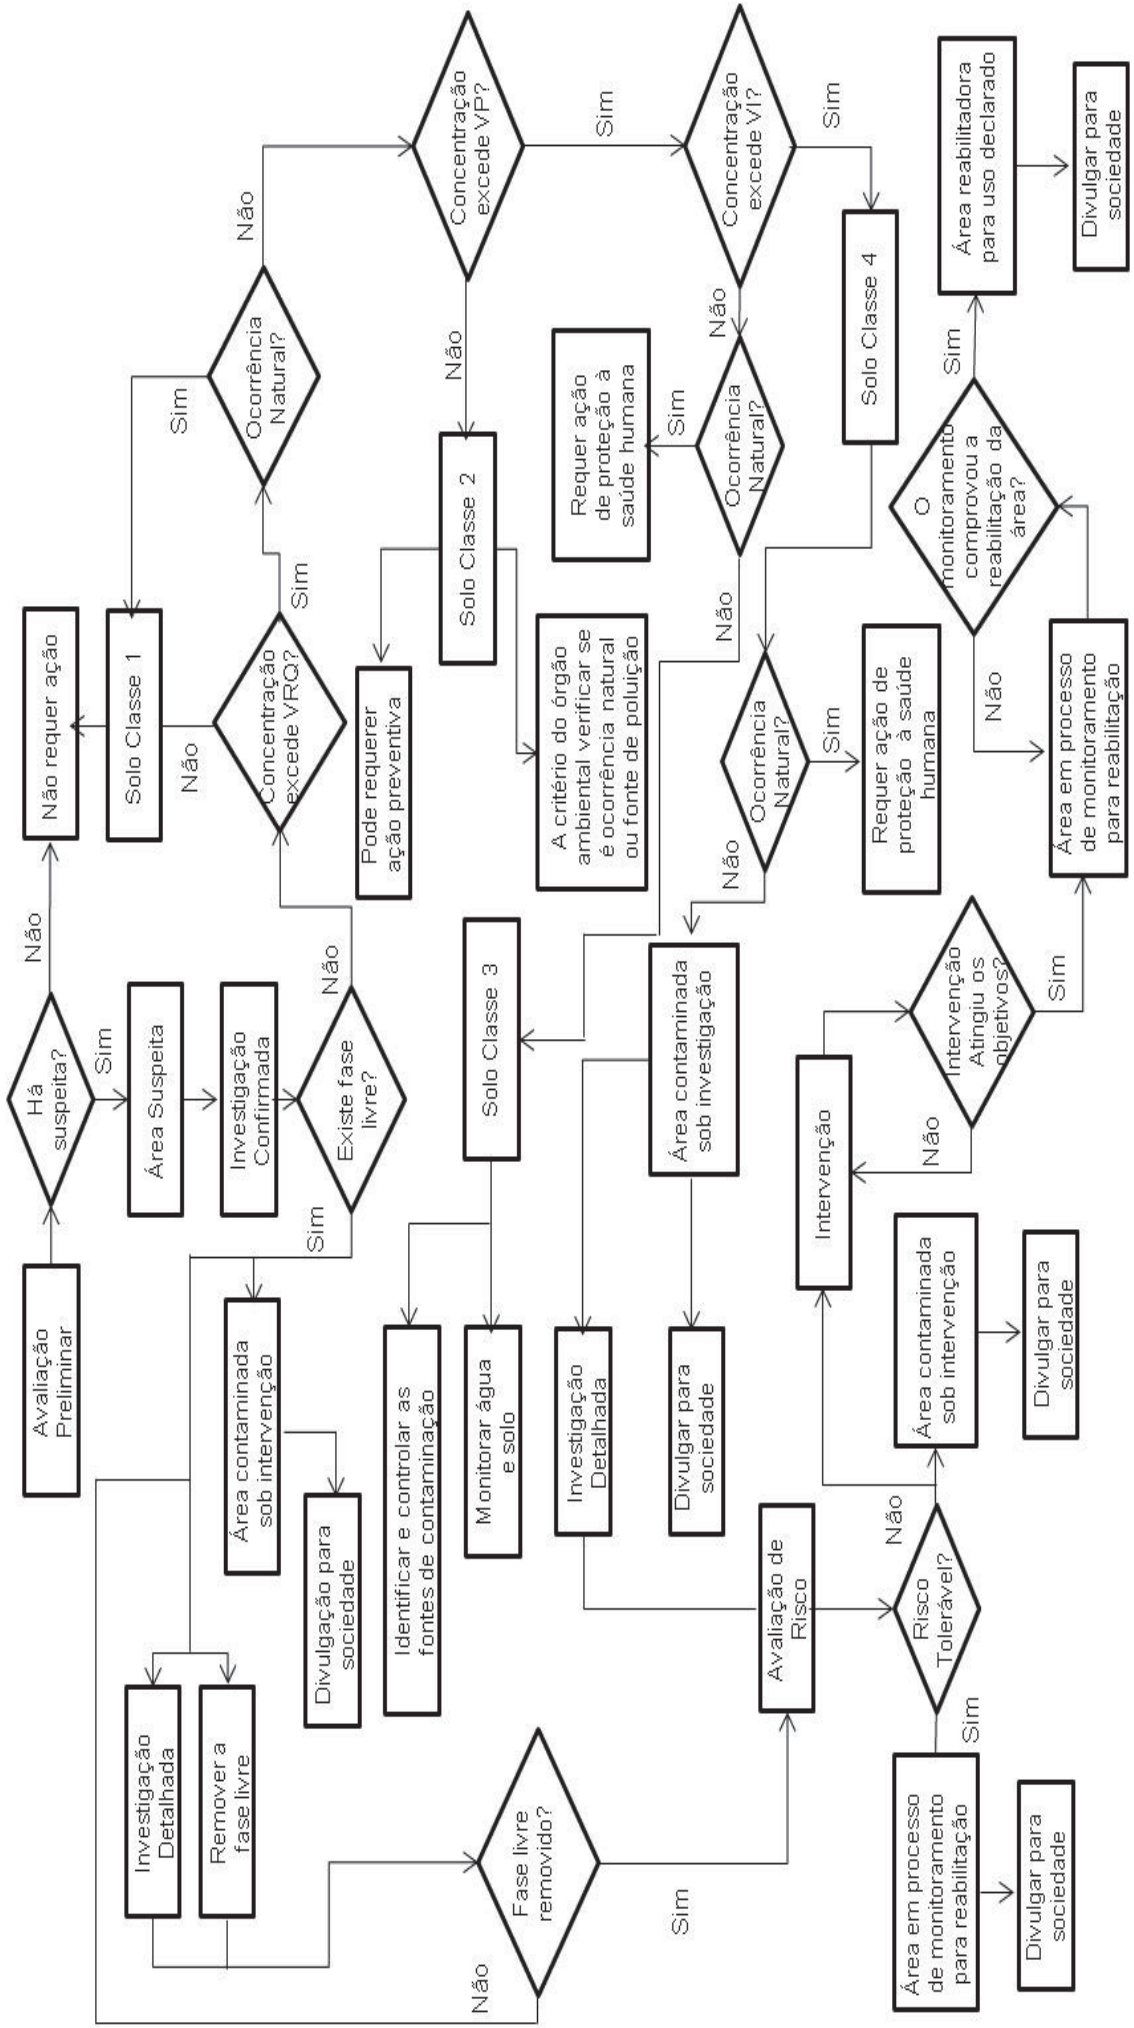 Avaliação
Preliminar
Há
suspeita?
Não
Não requer ação
Sim
Área Suspeita
Investigação
Confirmada
Existe fase
livre?
Sim
Não
Solo Classe 1
Não
Concentração
excede VRQ?
Sim
Ocorrência
Natural?
Sim
Não
Concentração
excede VP?
Não
Sim
Investigação
Detalhada
Remover a
fase livre
Área contaminada
sob intervenção
Divulgação para
sociedade
Pode requerer
ação preventiva
Solo Classe 2
A critério do órgão
ambiental verificar se
é ocorrência natural
ou fonte de poluição
Identificar e controlar as
fontes de contaminação
Monitorar água
e solo
Solo Classe 3
Requer ação
de proteção à
saúde humana
Sim
Ocorrência
Natural?
Não
Não
Concentração
excede VI?
Sim
Solo Classe 4
Fase livre
removido?
Não
Sim
Investigação
Detalhada
Divulgar para
sociedade
Área contaminada
sob investigação
Não
Ocorrência
Natural?
Sim
Requer ação de
proteção à saúde
humana
Avaliação de
Risco
Risco
Tolerável?
Não
Sim
Intervenção
Não
Intervenção
Atingiu os
objetivos?
Sim
Área contaminada
sob intervenção
Divulgar para
sociedade
Área em processo
de monitoramento
para reabilitação
Divulgar para
sociedade
Área em processo
de monitoramento
para reabilitação
Não
O
monitoramento
comprovou a
reabilitação da
área?
Sim
Área reabilitadora
para uso declarado
Divulgar para
sociedade